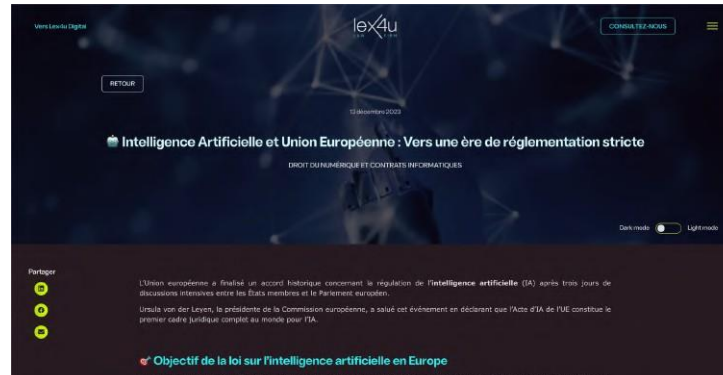 Vers Lex4u Digital
lex4u
LAW FIRM
CONSULTEZ-NOUS
RETOUR
13 décembre 2023
Intelligence Artificielle et Union Européenne : Vers une ère de réglementation stricte
DROIT DU NUMÉRIQUE ET CONTRATS INFORMATIQUES
Dark mode
Light mode
Partager
L'Union européenne a finalisé un accord historique concernant la régulation de l'intelligence artificielle (IA) après trois jours de
discussions intensives entre les États membres et le Parlement européen.
Ursula von der Leyen, la présidente de la Commission européenne, a salué cet événement en déclarant que l'Acte d'IA de l'UE constitue le
premier cadre juridique complet au monde pour l'IA.
Objectif de la loi sur l'intelligence artificielle en Europe